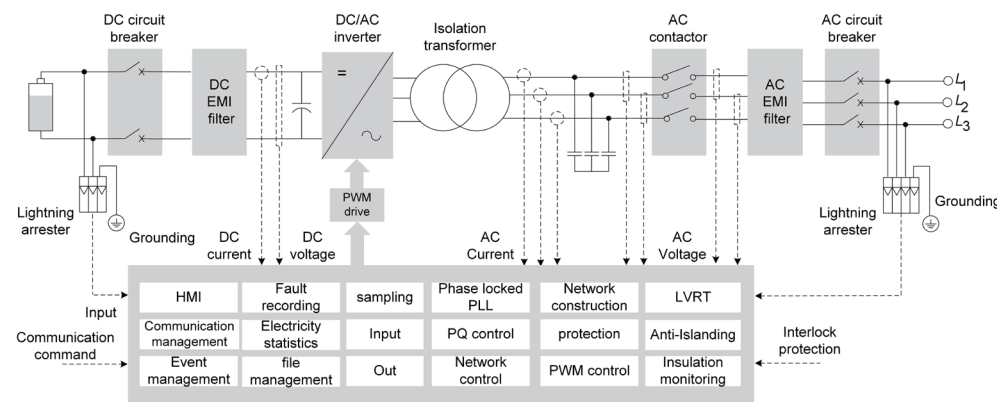 DC circuit
breaker
DC/AC
inverter
Isolation
transformer
AC
contactor
AC circuit
breaker
DC
EMI
filter
=
AC
EMI
filter
L1
L2
L3
PWM
drive
Lightning
arrester
Grounding
DC
current
DC
voltage
AC
Current
AC
Voltage
Lightning
arrester
Grounding
Input
Communication
command
HMI
Fault
recording
sampling
Phase locked
PLL
Network
construction
LVRT
Communication
management
Electricity
statistics
Input
PQ control
protection
Anti-Islanding
Event
management
file
management
Out
Network
control
PWM control
Insulation
monitoring
Interlock
protection